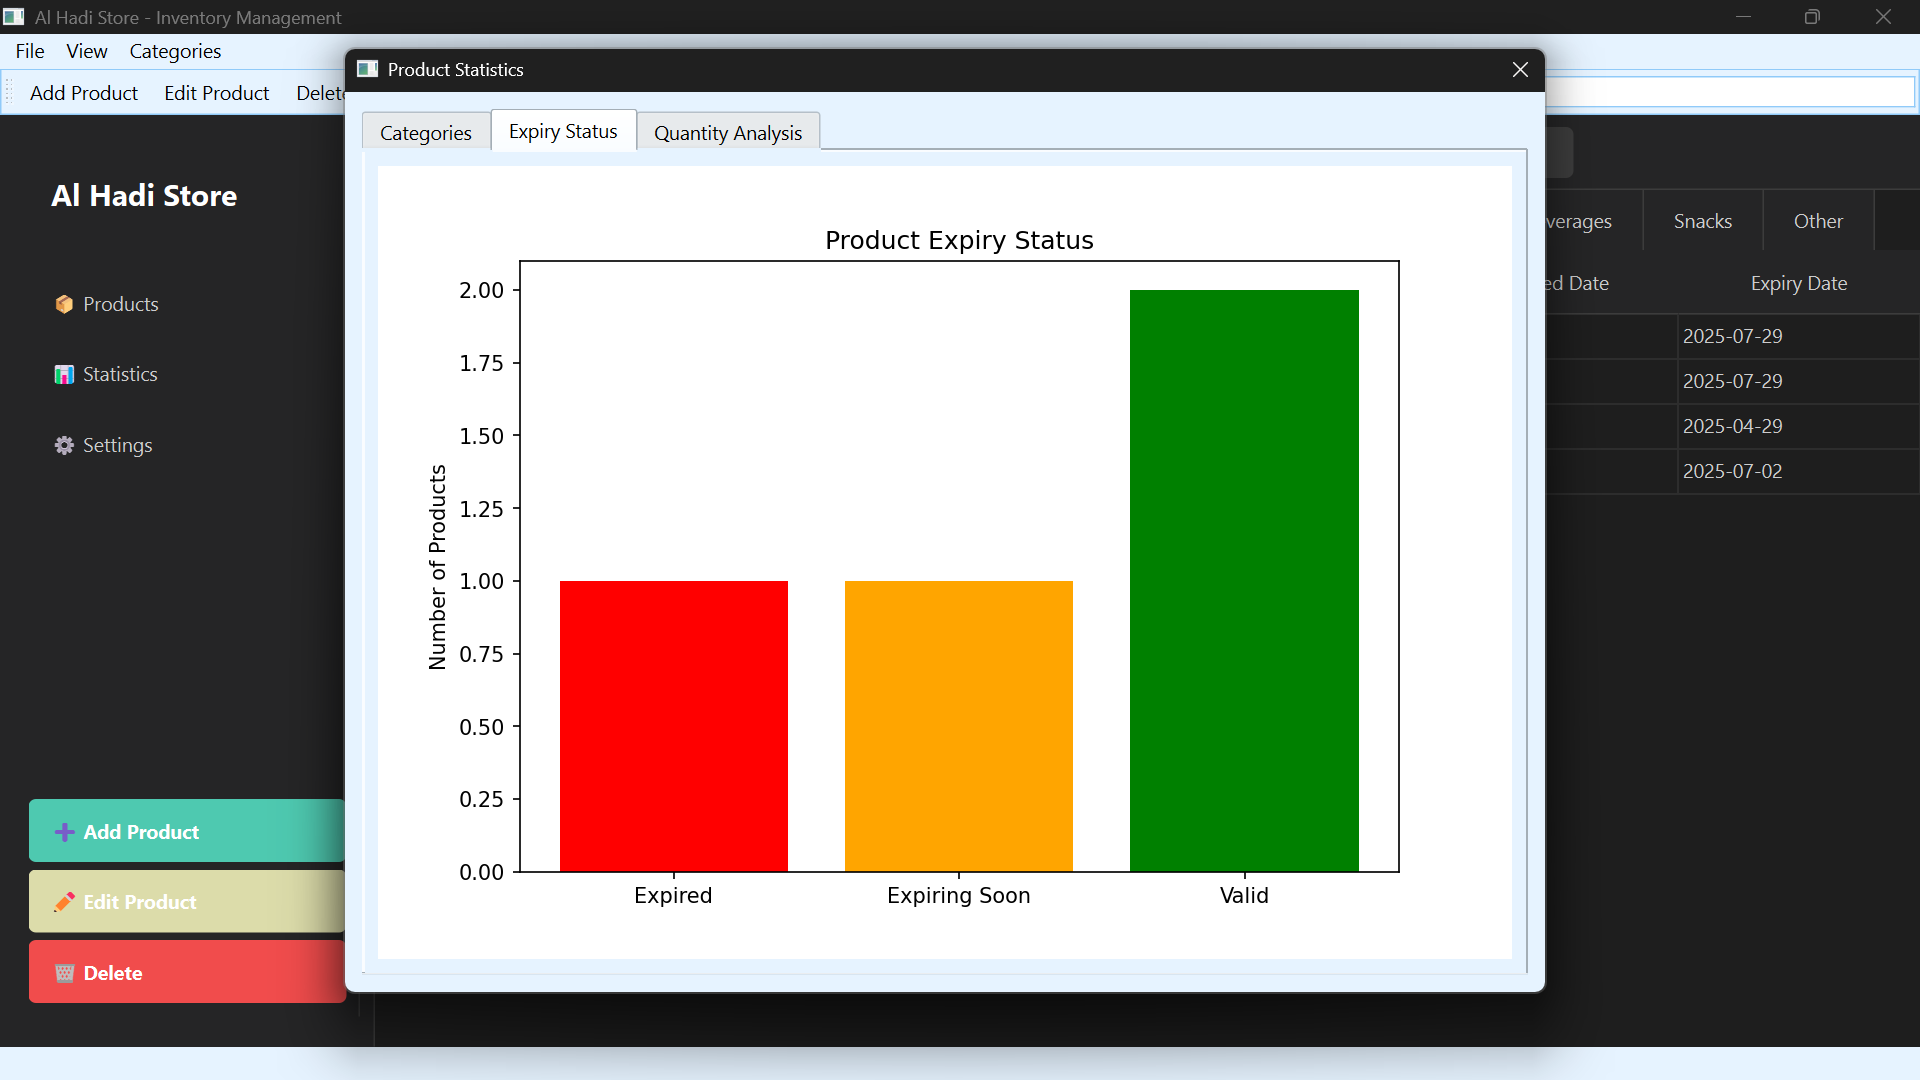 Al Hadi Store - Inventory Management
File View Categories
Add Product Edit Product
Product Statistics
Categories Expiry Status Quantity Analysis
Al Hadi Store
Products
Statistics
Settings
Add Product
Edit Product
Delete
Product Expiry Status
2.00
1.75
1.50
1.25
1.00
0.75
0.50
0.25
0.00
Number of Products
Expired Expiring Soon Valid
Snacks Other
Date Expiry Date
2025-07-29
2025-07-29
2025-04-29
2025-07-02